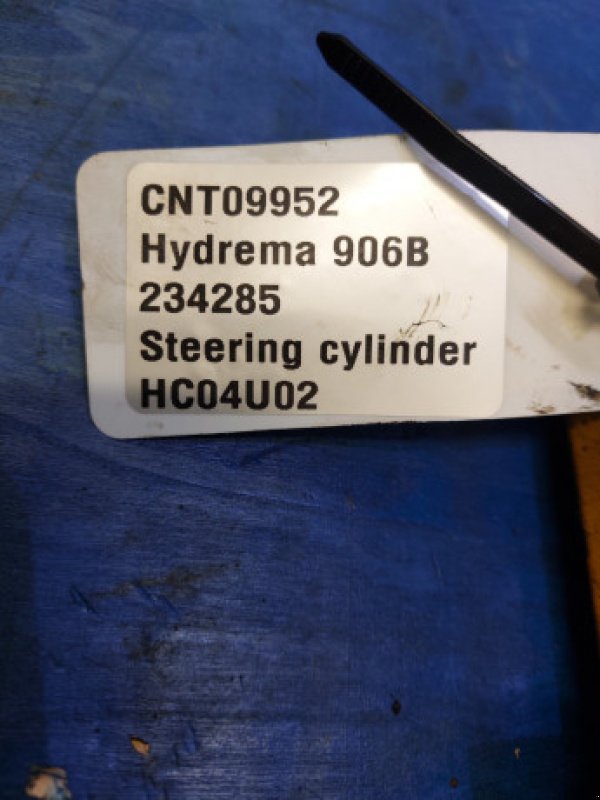 CNT09952
Hydrema 906B
234285
Steering cylinder
HC04U02